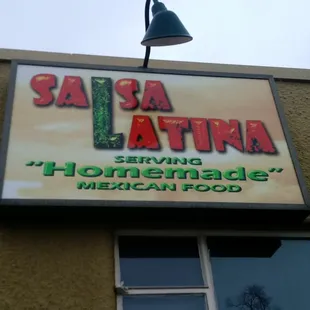 SALSA
LATINA
SERVING
"Homemade"
MEXICAN FOOD